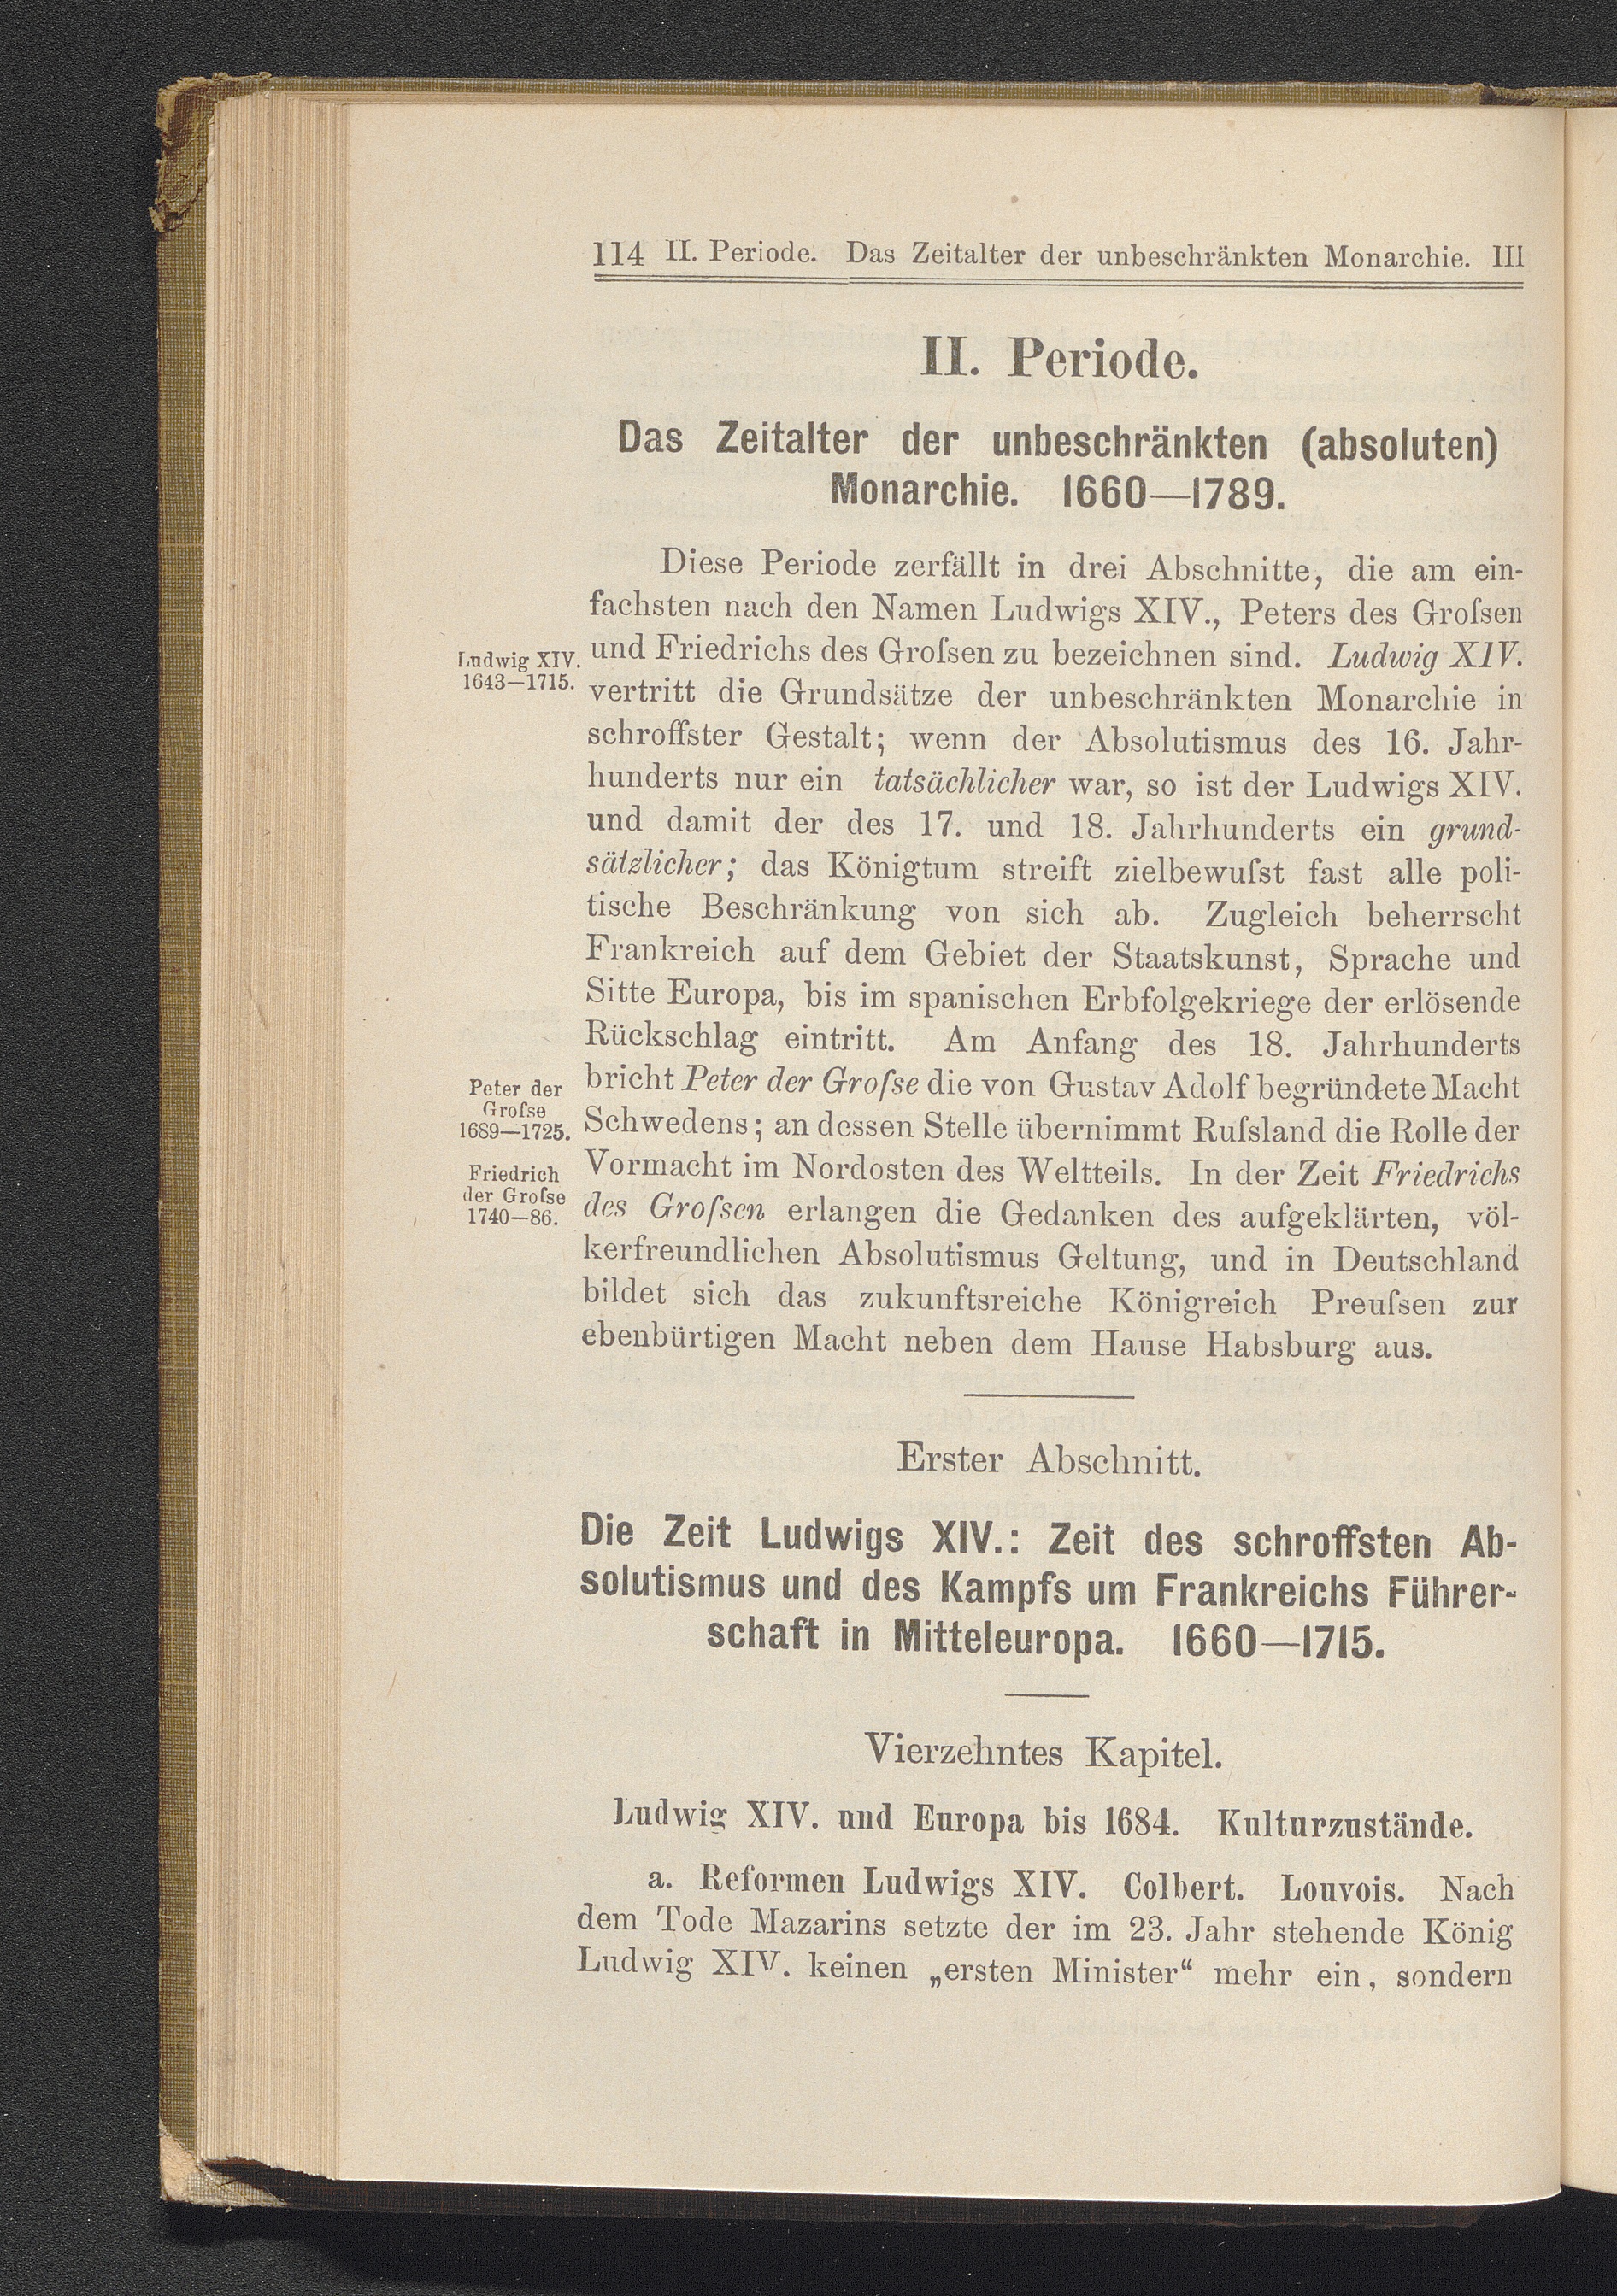 114 II. Periode. Das Zeitalter der unbeschränkten Monarchie. III
II. Periode.
Das Zeitalter der unbeschränkten (absoluten)
Monarchie. 1660—1789.
Diese Periode zerfällt in drei Abschnitte, die am ein-
fachsten nach den Namen Ludwigs XIV., Peters des Groſsen
und Friedrichs des Groſsen zu bezeichnen sind. Ludwig XIV.
vertritt die Grundsätze der unbeschränkten Monarchie in
schroffster Gestalt; wenn der Absolutismus des 16. Jahr-
hunderts nur ein tatsächlicher war, so ist der Ludwigs XIV.
und damit der des 17. und 18. Jahrhunderts ein grund-
sätzlicher; das Königtum streift zielbewuſst fast alle poli-
tische Beschränkung von sich ab. Zugleich beherrscht
Frankreich auf dem Gebiet der Staatskunst, Sprache und
Sitte Europa, bis im spanischen Erbfolgekriege der erlösende
Rückschlag eintritt. Am Anfang des 18. Jahrhunderts
bricht Peter der Groſse die von Gustav Adolf begründete Macht
Schwedens; an dessen Stelle übernimmt Ruſsland die Rolle der
Vormacht im Nordosten des Weltteils. In der Zeit Friedrichs
des Groſsen erlangen die Gedanken des aufgeklärten, völ-
kerfreundlichen Absolutismus Geltung, und in Deutschland
bildet sich das zukunftsreiche Königreich Preuſsen zur
ebenbürtigen Macht neben dem Hause Habsburg aus.
Ludwig XIV.
1643—1715.
Peter der
Groſse
1689—1725.
Friedrich
der Groſse
1740—86.
Erster Abschnitt.
Die Zeit Ludwigs XIV.: Zeit des schroffsten Ab-
solutismus und des Kampfs um Frankreichs Führer-
schaft in Mitteleuropa. 1660—1715.
Vierzehntes Kapitel.
Ludwig XIV. und Europa bis 1684. Kulturzustände.
a. Reformen Ludwigs XIV. Colbert. Louvois. Nach
dem Tode Mazarins setzte der im 23. Jahr stehende König
Ludwig XIV. keinen „ersten Minister“ mehr ein, sondern